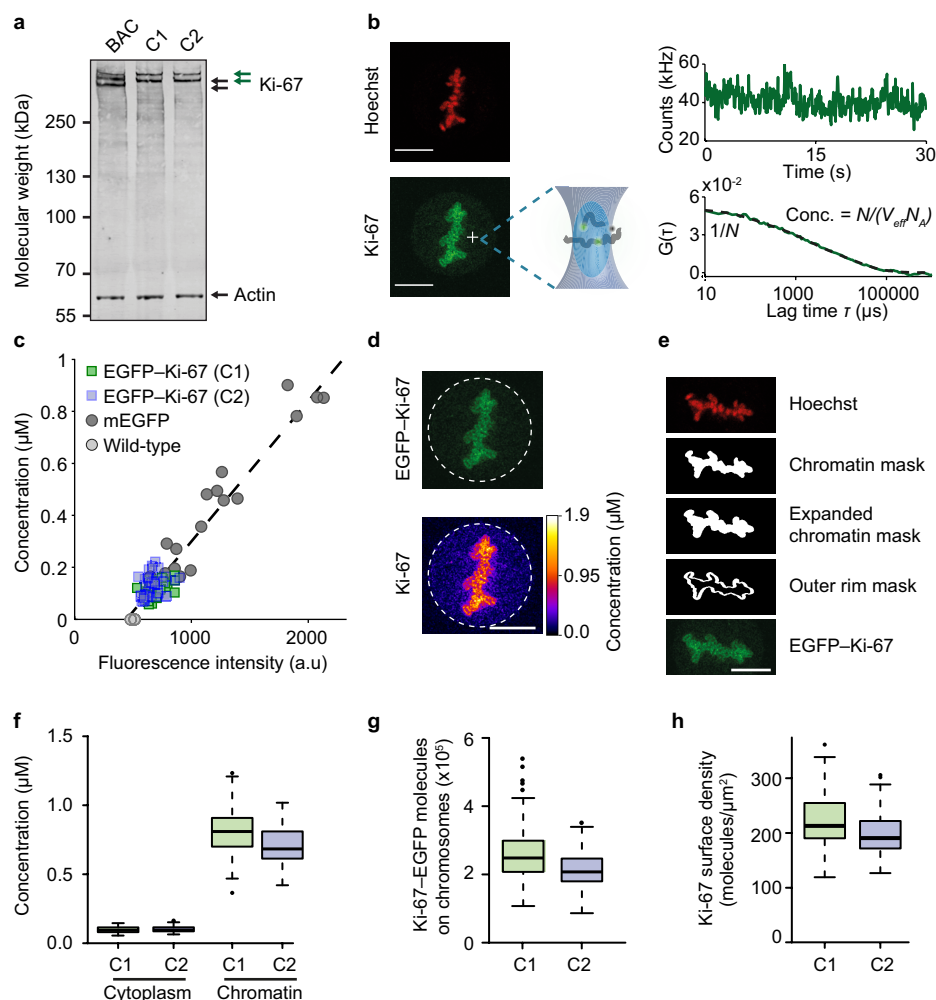 a
BAC
C1
C2
Molecular weight (kDa)
250
130
100
70
55
Ki-67
Actin
b
Hoechst
Ki-67
Counts (kHz)
60
40
20
0
15
30
Time (s)
x10⁻²
6
3
0
G(τ)
1/N
Conc. = N/(V_eff N_A)
10
1000
100000
Lag time τ (μs)
c
EGFP–Ki-67 (C1)
EGFP–Ki-67 (C2)
mEGFP
Wild-type
Concentration (μM)
1
0.8
0.6
0.4
0.2
0
0
1000
2000
Fluorescence intensity (a.u)
d
EGFP–Ki-67
Ki-67
1.9
0.95
0.0
Concentration (μM)
e
Hoechst
Chromatin mask
Expanded
chromatin mask
Outer rim mask
EGFP–Ki-67
f
Concentration (μM)
1.5
1.0
0.5
0.0
C1
C2
C1
C2
Cytoplasm
Chromatin
g
Ki-67–EGFP molecules
on chromosomes (x10⁵)
6
4
2
0
C1
C2
h
Ki-67 surface density
(molecules/μm²)
300
200
100
0
C1
C2